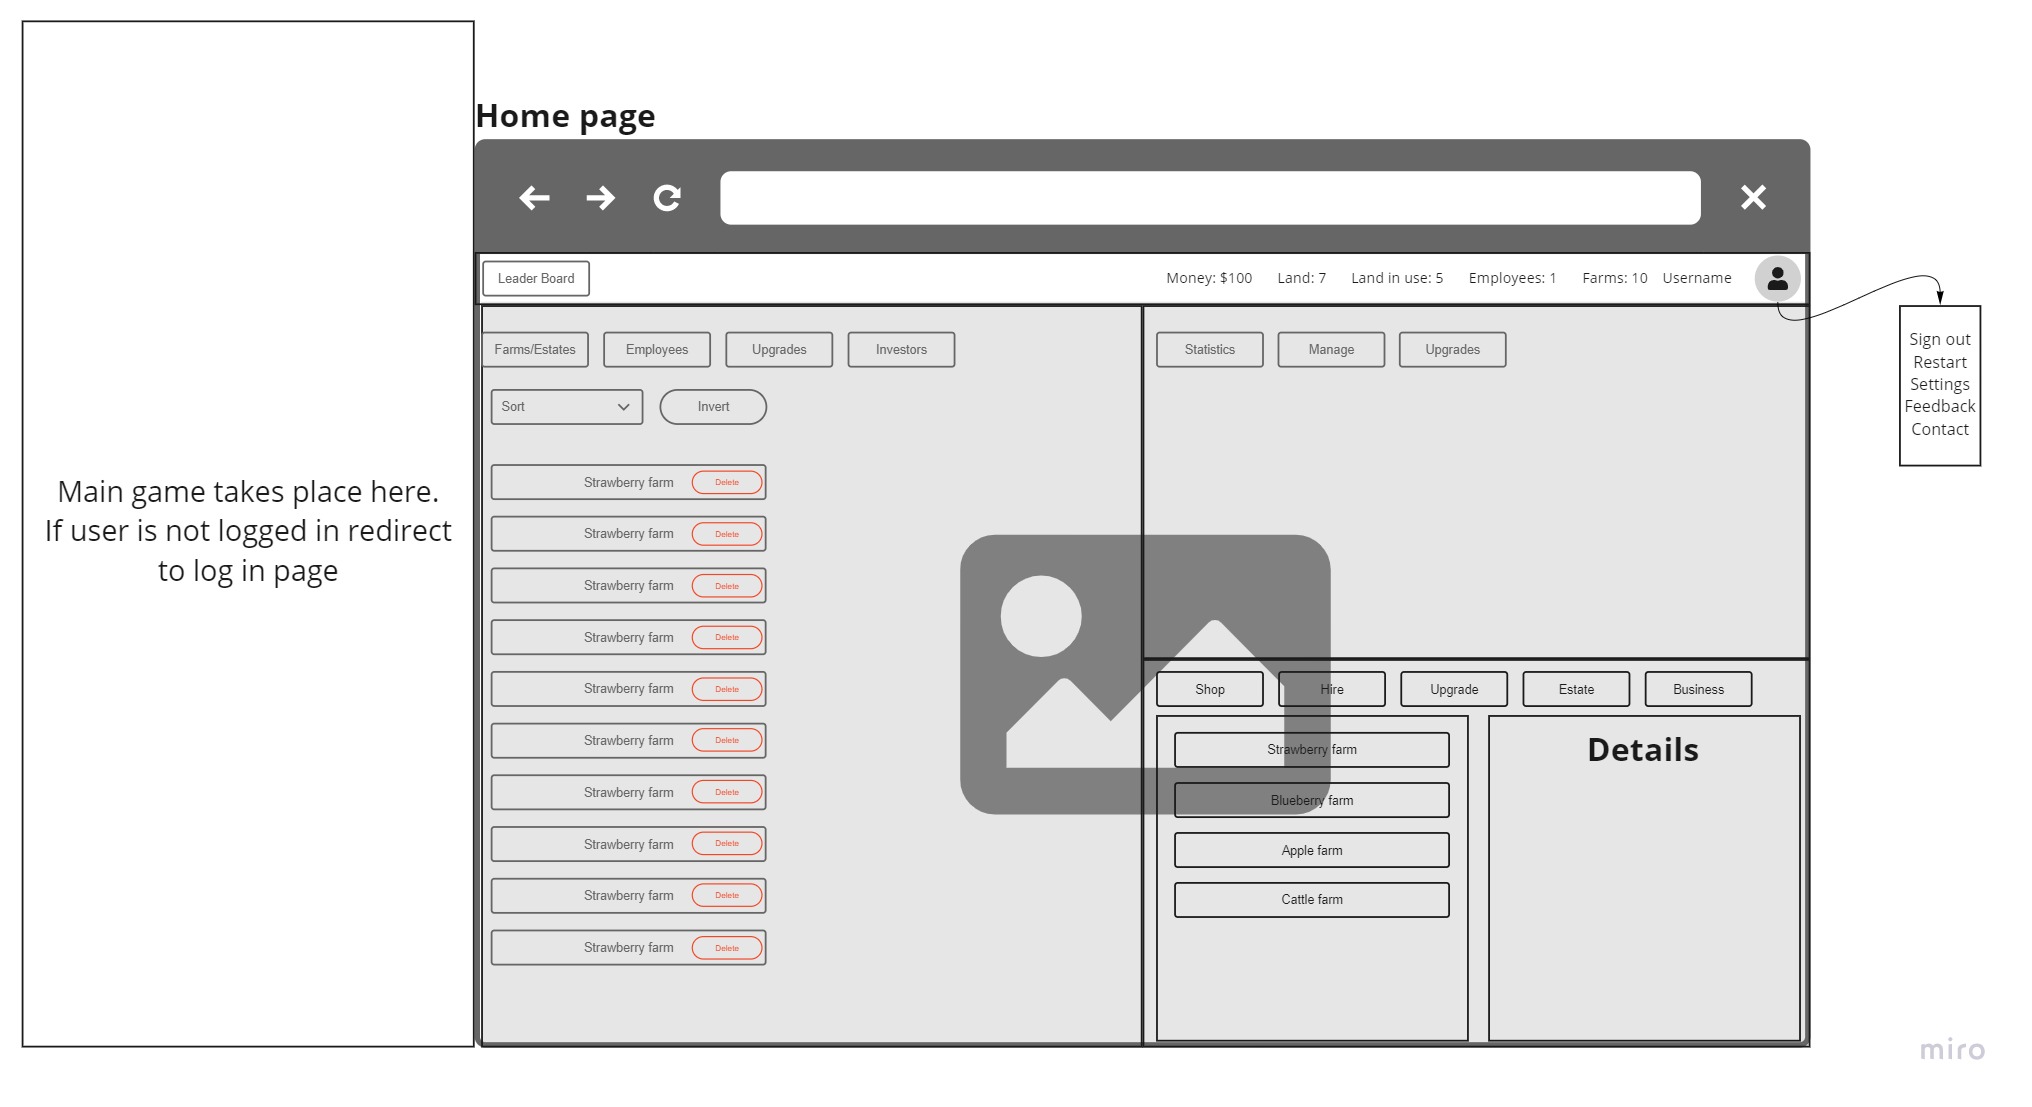 Home page
Main game takes place here.
If user is not logged in redirect
to log in page
Leader Board
Money: $100
Land: 7
Land in use: 5
Employees: 1
Farms: 10
Username
Sign out
Restart
Settings
Feedback
Contact
Farms/Estates
Employees
Upgrades
Investors
Sort
Invert
Strawberry farm Delete
Strawberry farm Delete
Strawberry farm Delete
Strawberry farm Delete
Strawberry farm Delete
Strawberry farm Delete
Strawberry farm Delete
Strawberry farm Delete
Strawberry farm Delete
Strawberry farm Delete
Statistics
Manage
Upgrades
Shop
Hire
Upgrade
Estate
Business
Strawberry farm
Blueberry farm
Apple farm
Cattle farm
Details
miro